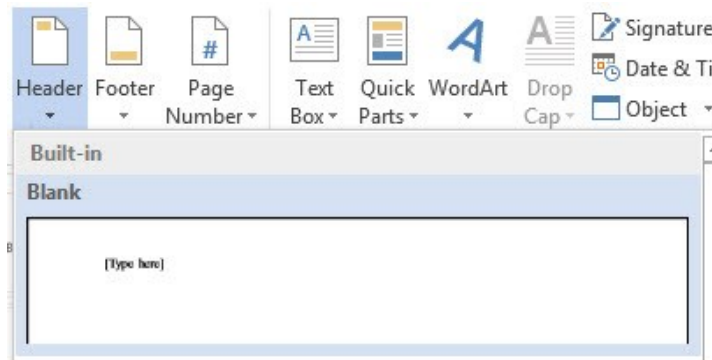 Header Footer Page Number Text Box Quick Parts WordArt Drop Cap Signature
Date & Ti
Object
Built-in
Blank
[Type here]